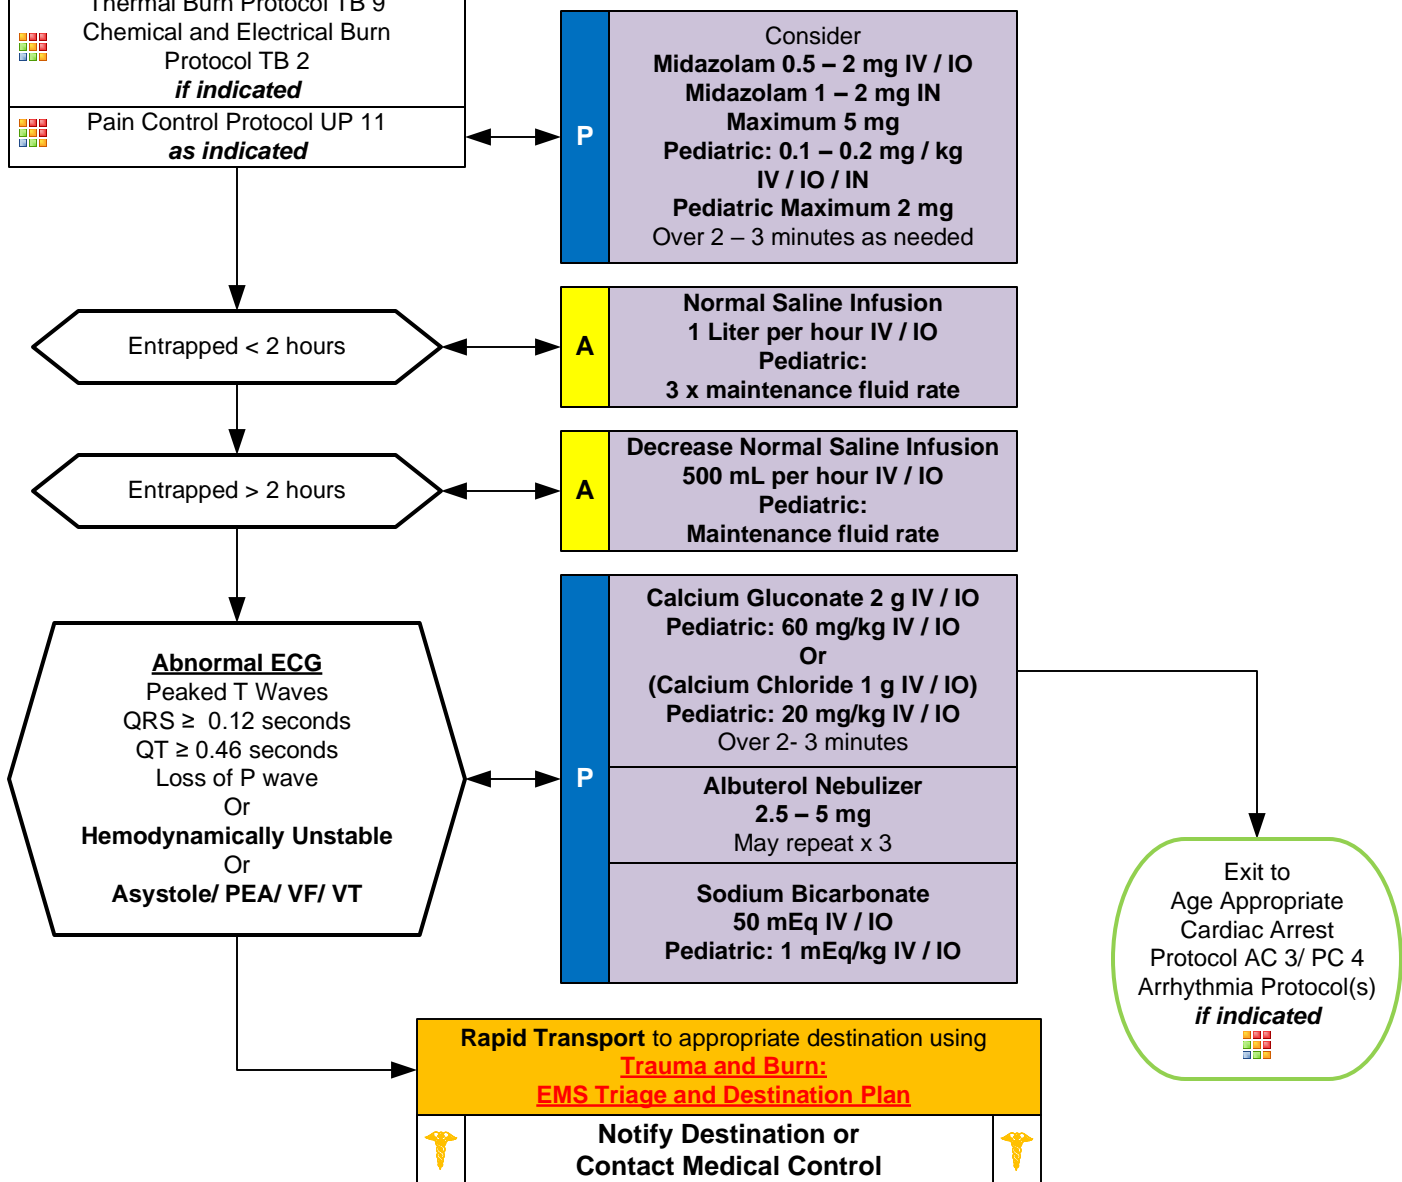 Thermal Burn Protocol TB 9
Chemical and Electrical Burn
Protocol TB 2
if indicated
Pain Control Protocol UP 11
as indicated
P
Consider
Midazolam 0.5 – 2 mg IV / IO
Midazolam 1 – 2 mg IN
Maximum 5 mg
Pediatric: 0.1 – 0.2 mg / kg
IV / IO / IN
Pediatric Maximum 2 mg
Over 2 – 3 minutes as needed
Entrapped < 2 hours
A
Normal Saline Infusion
1 Liter per hour IV / IO
Pediatric:
3 x maintenance fluid rate
Entrapped > 2 hours
A
Decrease Normal Saline Infusion
500 mL per hour IV / IO
Pediatric:
Maintenance fluid rate
Abnormal ECG
Peaked T Waves
QRS ≥ 0.12 seconds
QT ≥ 0.46 seconds
Loss of P wave
Or
Hemodynamically Unstable
Or
Asystole/ PEA/ VF/ VT
P
Calcium Gluconate 2 g IV / IO
Pediatric: 60 mg/kg IV / IO
Or
(Calcium Chloride 1 g IV / IO)
Pediatric: 20 mg/kg IV / IO
Over 2- 3 minutes
Albuterol Nebulizer
2.5 – 5 mg
May repeat x 3
Sodium Bicarbonate
50 mEq IV / IO
Pediatric: 1 mEq/kg IV / IO
Exit to
Age Appropriate
Cardiac Arrest
Protocol AC 3/ PC 4
Arrhythmia Protocol(s)
if indicated
Rapid Transport to appropriate destination using
Trauma and Burn:
EMS Triage and Destination Plan
Notify Destination or
Contact Medical Control